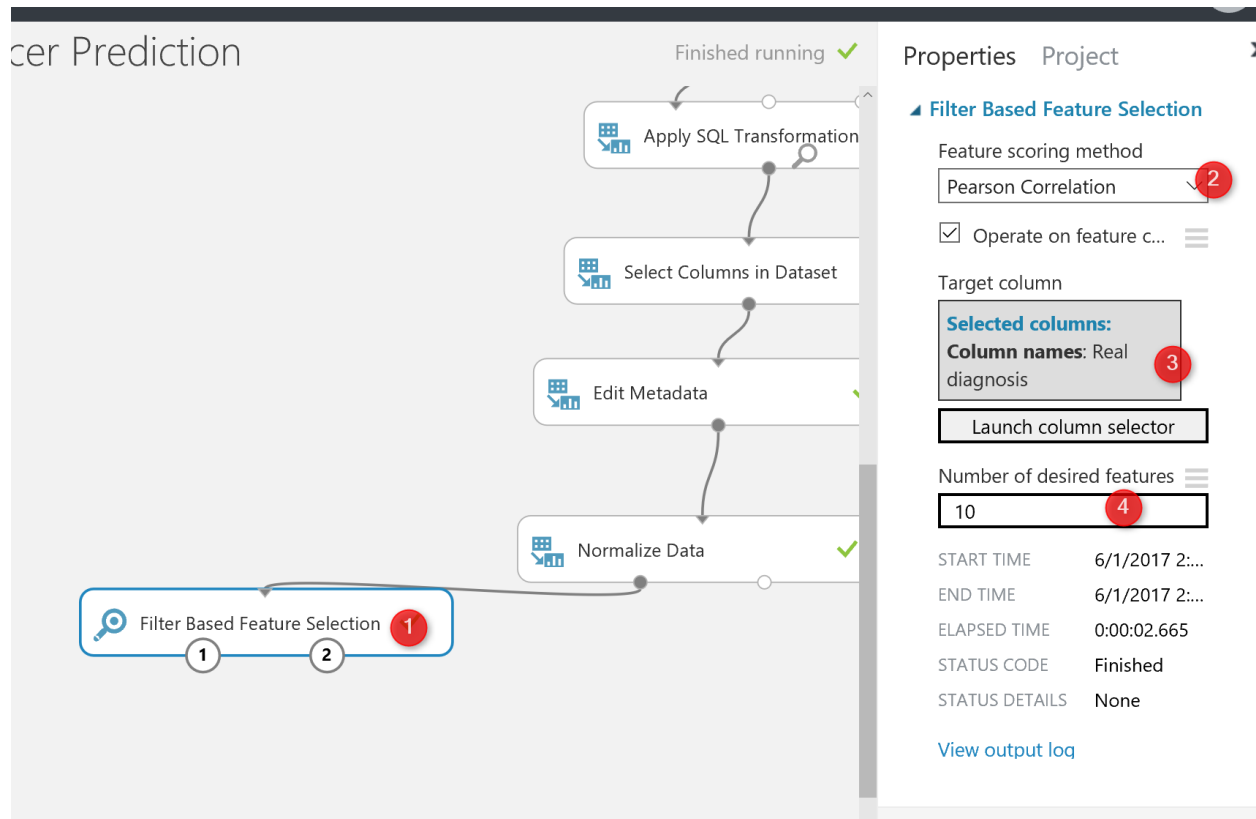 cer Prediction
Finished running
Apply SQL Transformation
Select Columns in Dataset
Edit Metadata
Normalize Data
Filter Based Feature Selection
1
1
2
Properties Project
Filter Based Feature Selection
Feature scoring method
Pearson Correlation
2
Operate on feature c...
Target column
Selected columns:
Column names: Real
diagnosis
3
Launch column selector
Number of desired features
10
4
START TIME 6/1/2017 2:...
END TIME 6/1/2017 2:...
ELAPSED TIME 0:00:02.665
STATUS CODE Finished
STATUS DETAILS None
View output log